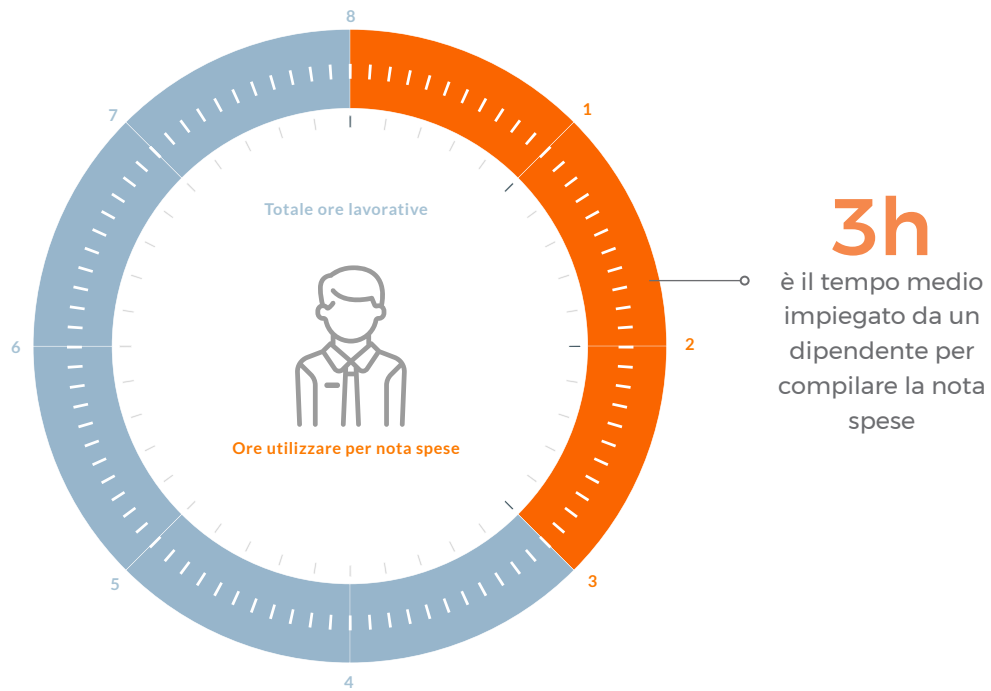 8
1
2
3
4
5
6
7
Totale ore lavorative
Ore utilizzare per nota spese
3h
è il tempo medio
impiegato da un
dipendente per
compilare la nota
spese